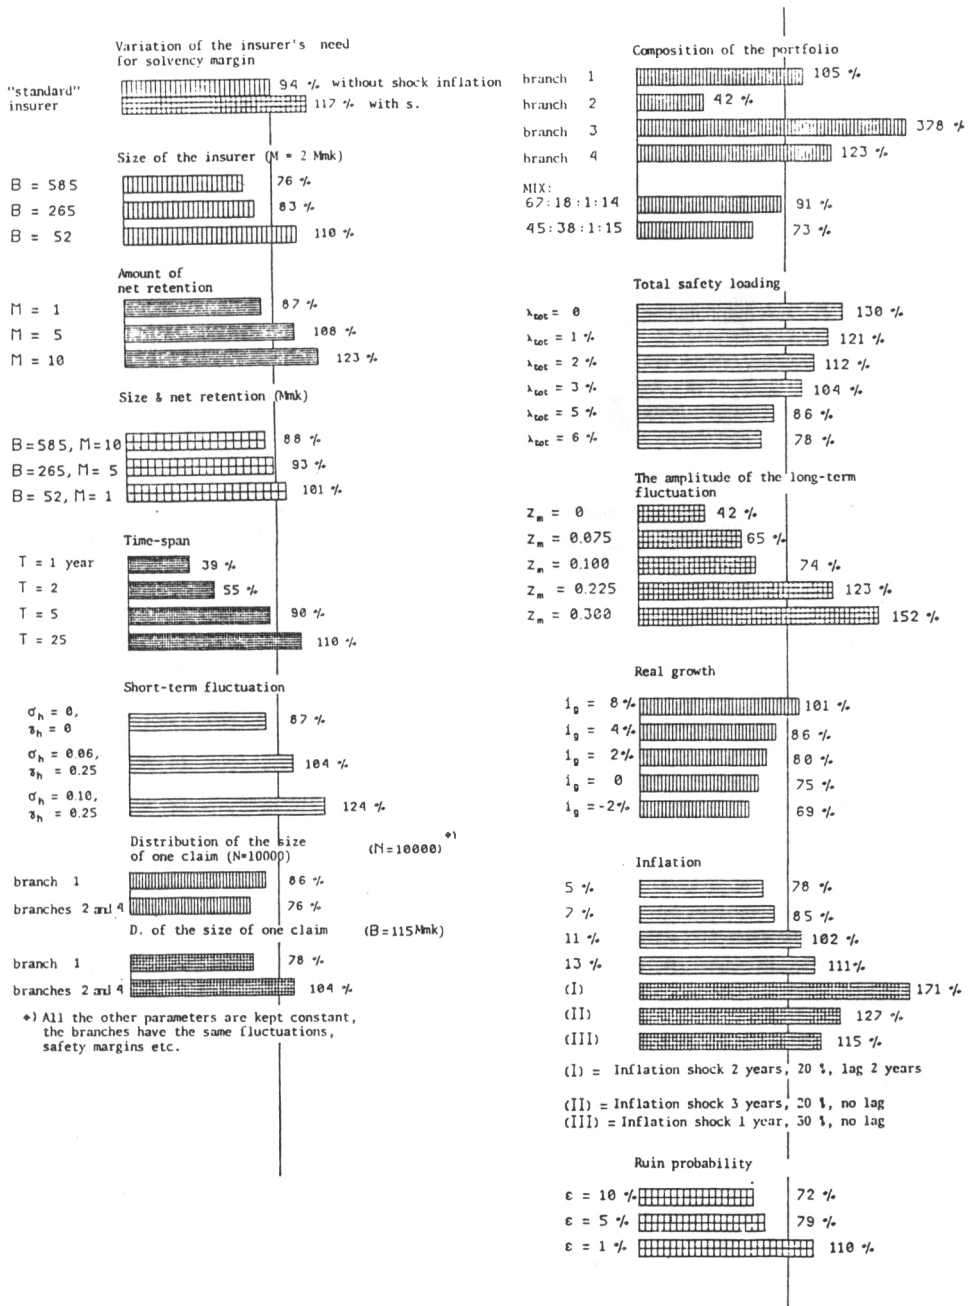 Variation of the insurer's need
for solvency margin
"standard"
insurer
94 % without shock inflation
117 % with s.
Size of the insurer (M = 2 Mmk)
B = 585 76 %
B = 265 83 %
B = 52 110 %
Amount of
net retention
M = 1 87 %
M = 5 108 %
M = 10 123 %
Size & net retention (Mmk)
B=585, M=10 88 %
B=265, M= 5 93 %
B= 52, M= 1 101 %
Time-span
T = 1 year 39 %
T = 2 55 %
T = 5 90 %
T = 25 110 %
Short-term fluctuation
σh = 0,
γh = 0 87 %
σh = 0.06,
γh = 0.25 104 %
σh = 0.10,
γh = 0.25 124 %
Distribution of the size
of one claim (N=10000) (N=10000) *)
branch 1 86 %
branches 2 and 4 76 %
D. of the size of one claim (B=115Mmk)
branch 1 78 %
branches 2 and 4 104 %
*) All the other parameters are kept constant,
the branches have the same fluctuations,
safety margins etc.
Composition of the portfolio
branch 1 105 %
branch 2 42 %
branch 3 378 %
branch 4 123 %
MIX:
67:18:1:14 91 %
45:38:1:15 73 %
Total safety loading
λtot = 0 130 %
λtot = 1 % 121 %
λtot = 2 % 112 %
λtot = 3 % 104 %
λtot = 5 % 86 %
λtot = 6 % 78 %
The amplitude of the long-term
fluctuation
Zm = 0 42 %
Zm = 0.075 65 %
Zm = 0.100 74 %
Zm = 0.225 123 %
Zm = 0.300 152 %
Real growth
ig = 8% 101 %
ig = 4% 86 %
ig = 2% 80 %
ig = 0 75 %
ig =-2% 69 %
Inflation
5 % 78 %
7 % 85 %
11 % 102 %
13 % 111%
(I) 171 %
(II) 127 %
(III) 115 %
(I) = Inflation shock 2 years, 20 %, lag 2 years
(II) = Inflation shock 3 years, 20 %, no lag
(III) = Inflation shock 1 year, 30 %, no lag
Ruin probability
ε = 10 % 72 %
ε = 5 % 79 %
ε = 1 % 110 %